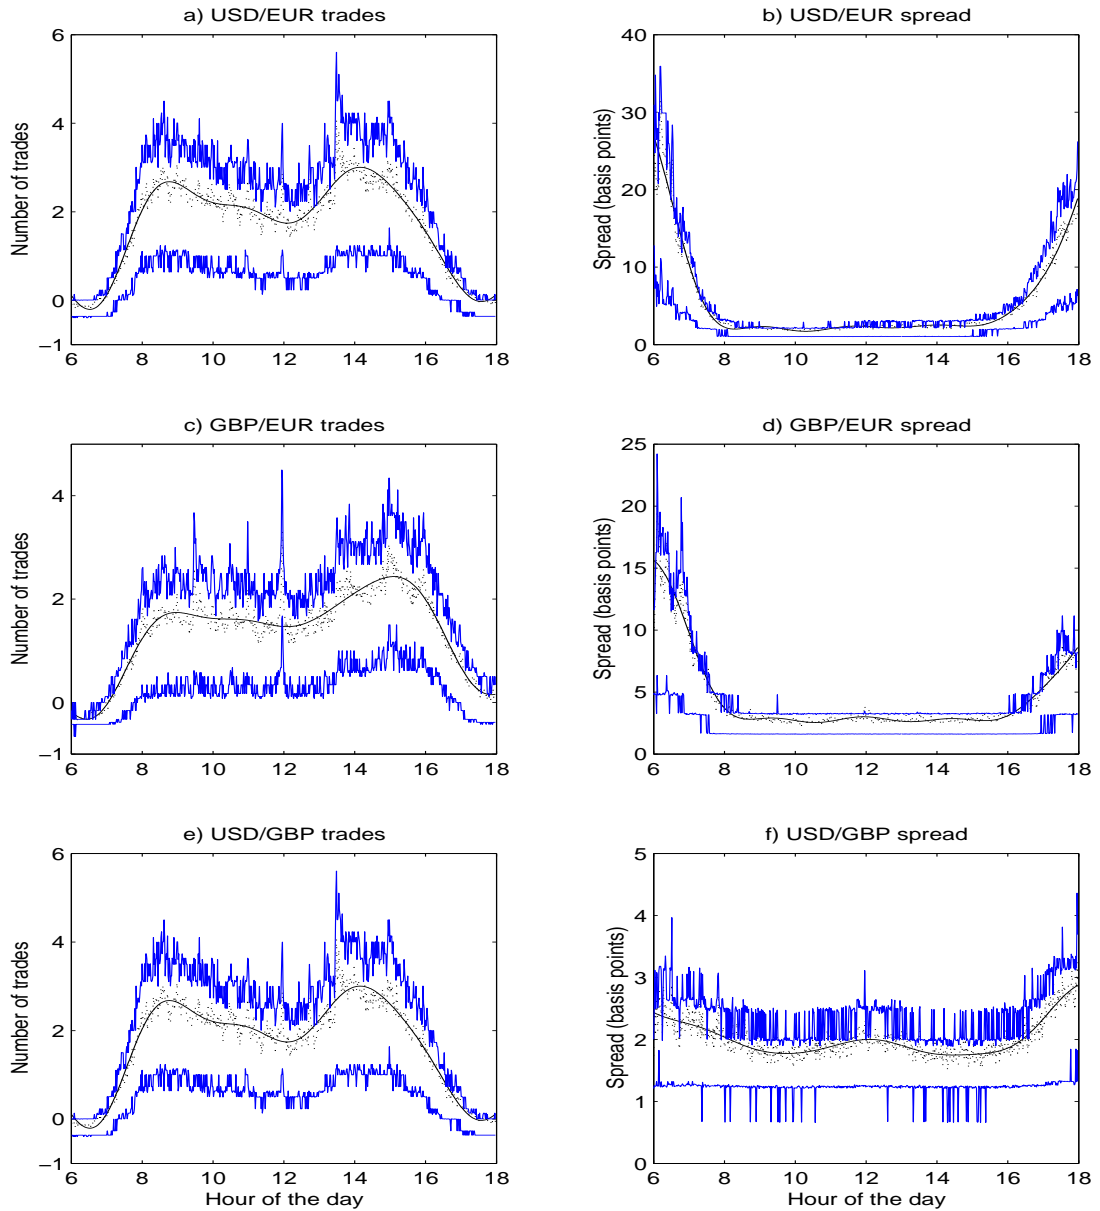 a) USD/EUR trades
Number of trades
6
4
2
0
−1
6 8 10 12 14 16 18
b) USD/EUR spread
Spread (basis points)
40
30
20
10
0
6 8 10 12 14 16 18
c) GBP/EUR trades
Number of trades
4
2
0
−1
6 8 10 12 14 16 18
d) GBP/EUR spread
Spread (basis points)
25
20
15
10
5
0
6 8 10 12 14 16 18
e) USD/GBP trades
Number of trades
6
4
2
0
−1
6 8 10 12 14 16 18
Hour of the day
f) USD/GBP spread
Spread (basis points)
5
4
3
2
1
0
6 8 10 12 14 16 18
Hour of the day